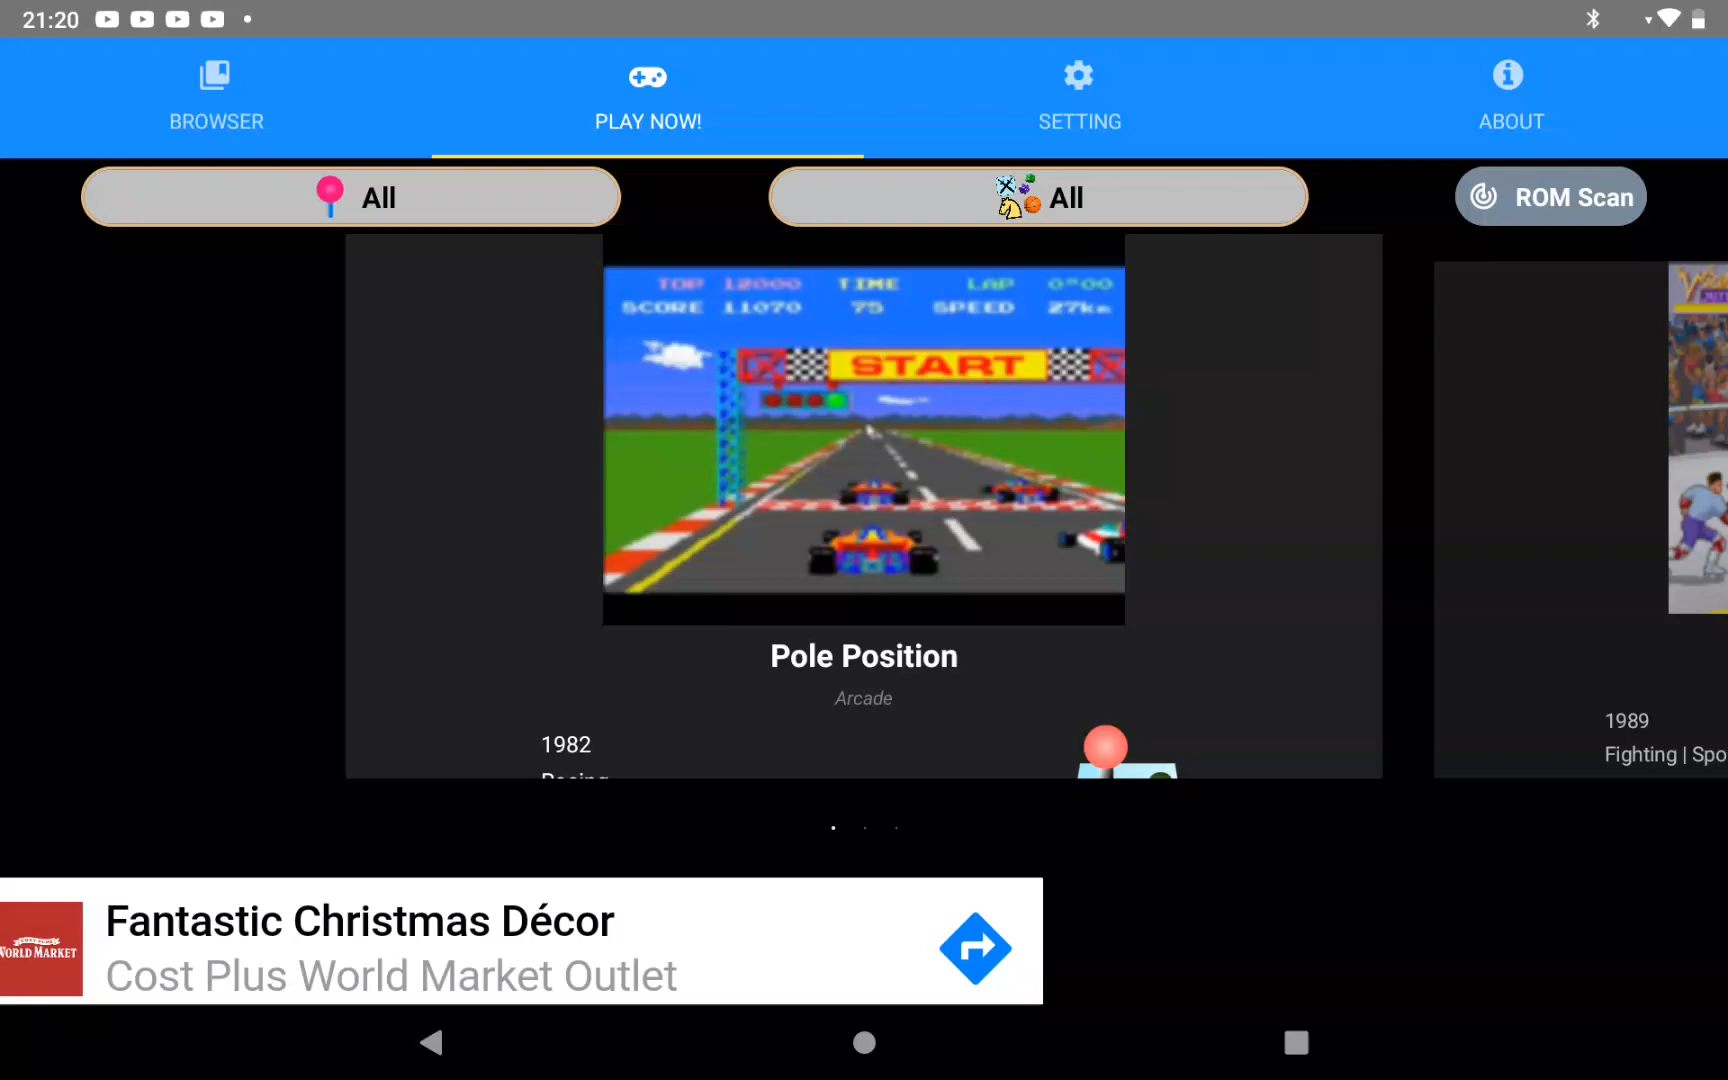 21:20
BROWSER
PLAY NOW!
SETTING
ABOUT
All
All
ROM Scan
TOP 12000 TIME LAP 0"00
SCORE 11070 75 SPEED 27km
START
Pole Position
Arcade
1982
Racing
1989
Fighting | Spo
Fantastic Christmas Décor
Cost Plus World Market Outlet
WORLD MARKET